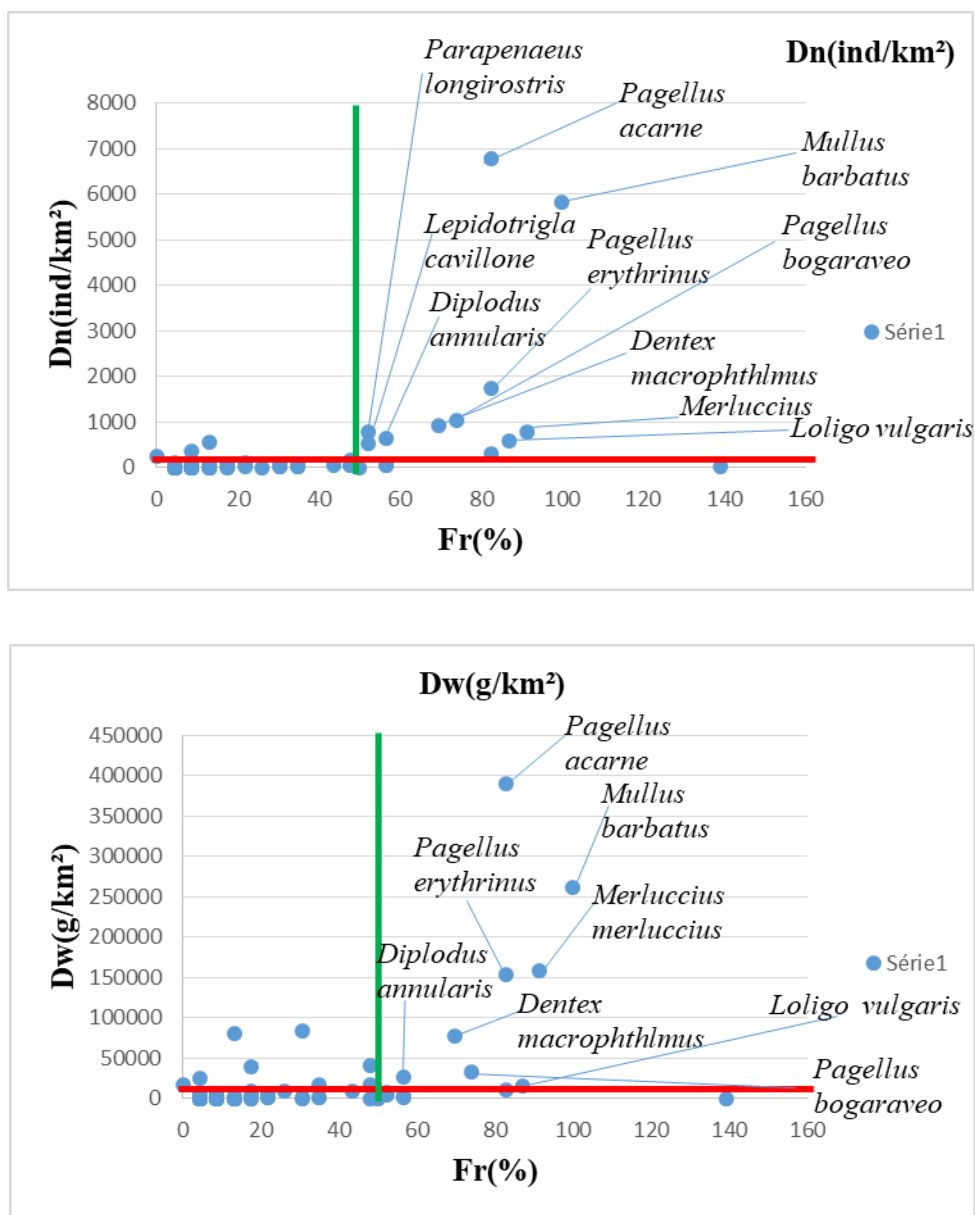 Parapenaeus
longirostris
Dn(ind/km²)
Pagellus
acarne
Mullus
barbatus
Lepidotrigla
cavillone
Pagellus
erythrinus
Pagellus
bogaraveo
Diplodus
annularis
Dentex
macrophthlmus
Merluccius
Loligo vulgaris
Série1
Dn(ind/km²)
8000
7000
6000
5000
4000
3000
2000
1000
0
0 20 40 60 80 100 120 140 160
Fr(%)
Dw(g/km²)
Pagellus
acarne
Mullus
barbatus
Pagellus
erythrinus
Merluccius
merluccius
Diplodus
annularis
Dentex
macrophthlmus
Loligo vulgaris
Pagellus
bogaraveo
Série1
Dw(g/km²)
450000
400000
350000
300000
250000
200000
150000
100000
50000
0
0 20 40 60 80 100 120 140 160
Fr(%)